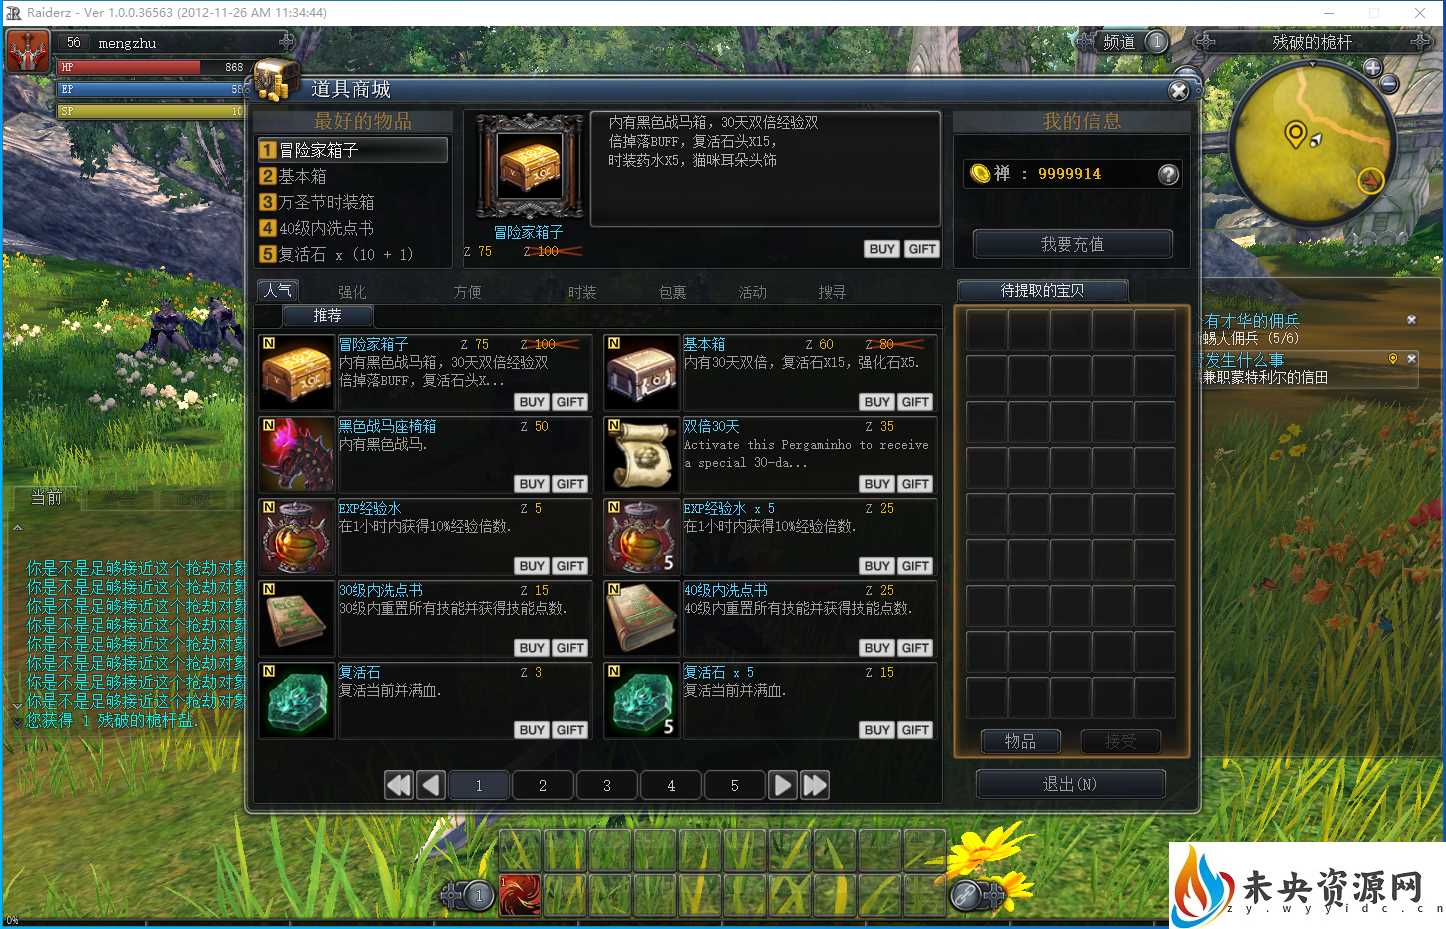 Raiderz - Ver 1.0.0.36563 (2012-11-26 AM 11:34:44)
56 mengzhu
HP 868
EP
SP
频道 1
残破的桅杆
道具商城
最好的物品
1 冒险家箱子
2 基本箱
3 万圣节时装箱
4 40级内洗点书
5 复活石 x (10 + 1)
冒险家箱子
Z 75 Z 100
内有黑色战马箱，30天双倍经验双
倍掉落BUFF，复活石头X15，
时装药水X5，猫咪耳朵头饰
BUY GIFT
我的信息
禅 : 9999914
我要充值
人气 强化 方便 时装 包裹 活动 搜寻
推荐
冒险家箱子 Z 75 Z 100
内有黑色战马箱，30天双倍经验双
倍掉落BUFF，复活石头X...
BUY GIFT
基本箱 Z 60 Z 80
内有30天双倍，复活石X15，强化石X5.
BUY GIFT
黑色战马座椅箱 Z 50
内有黑色战马.
BUY GIFT
双倍30天 Z 35
Activate this Pergaminho to receive
a special 30-da...
BUY GIFT
EXP经验水 Z 5
在1小时内获得10%经验倍数.
BUY GIFT
EXP经验水 x 5 Z 25
在1小时内获得10%经验倍数.
5
BUY GIFT
30级内洗点书 Z 15
30级内重置所有技能并获得技能点数.
BUY GIFT
40级内洗点书 Z 25
40级内重置所有技能并获得技能点数.
BUY GIFT
复活石 Z 3
复活当前并满血.
BUY GIFT
复活石 x 5 Z 15
复活当前并满血.
5
BUY GIFT
1 2 3 4 5
待提取的宝贝
物品 接受
退出(N)
有才华的佣兵
蜴人佣兵 (5/6)
发生什么事
兼职蒙特利尔的信田
当前
你是不是足够接近这个抢劫对象
你是不是足够接近这个抢劫对象
你是不是足够接近这个抢劫对象
你是不是足够接近这个抢劫对象
你是不是足够接近这个抢劫对象
你是不是足够接近这个抢劫对象
你是不是足够接近这个抢劫对象
你是不是足够接近这个抢劫对象
您获得 1 残破的桅杆盐.
1
1
0%
未央资源网
zy.wyyidc.cn